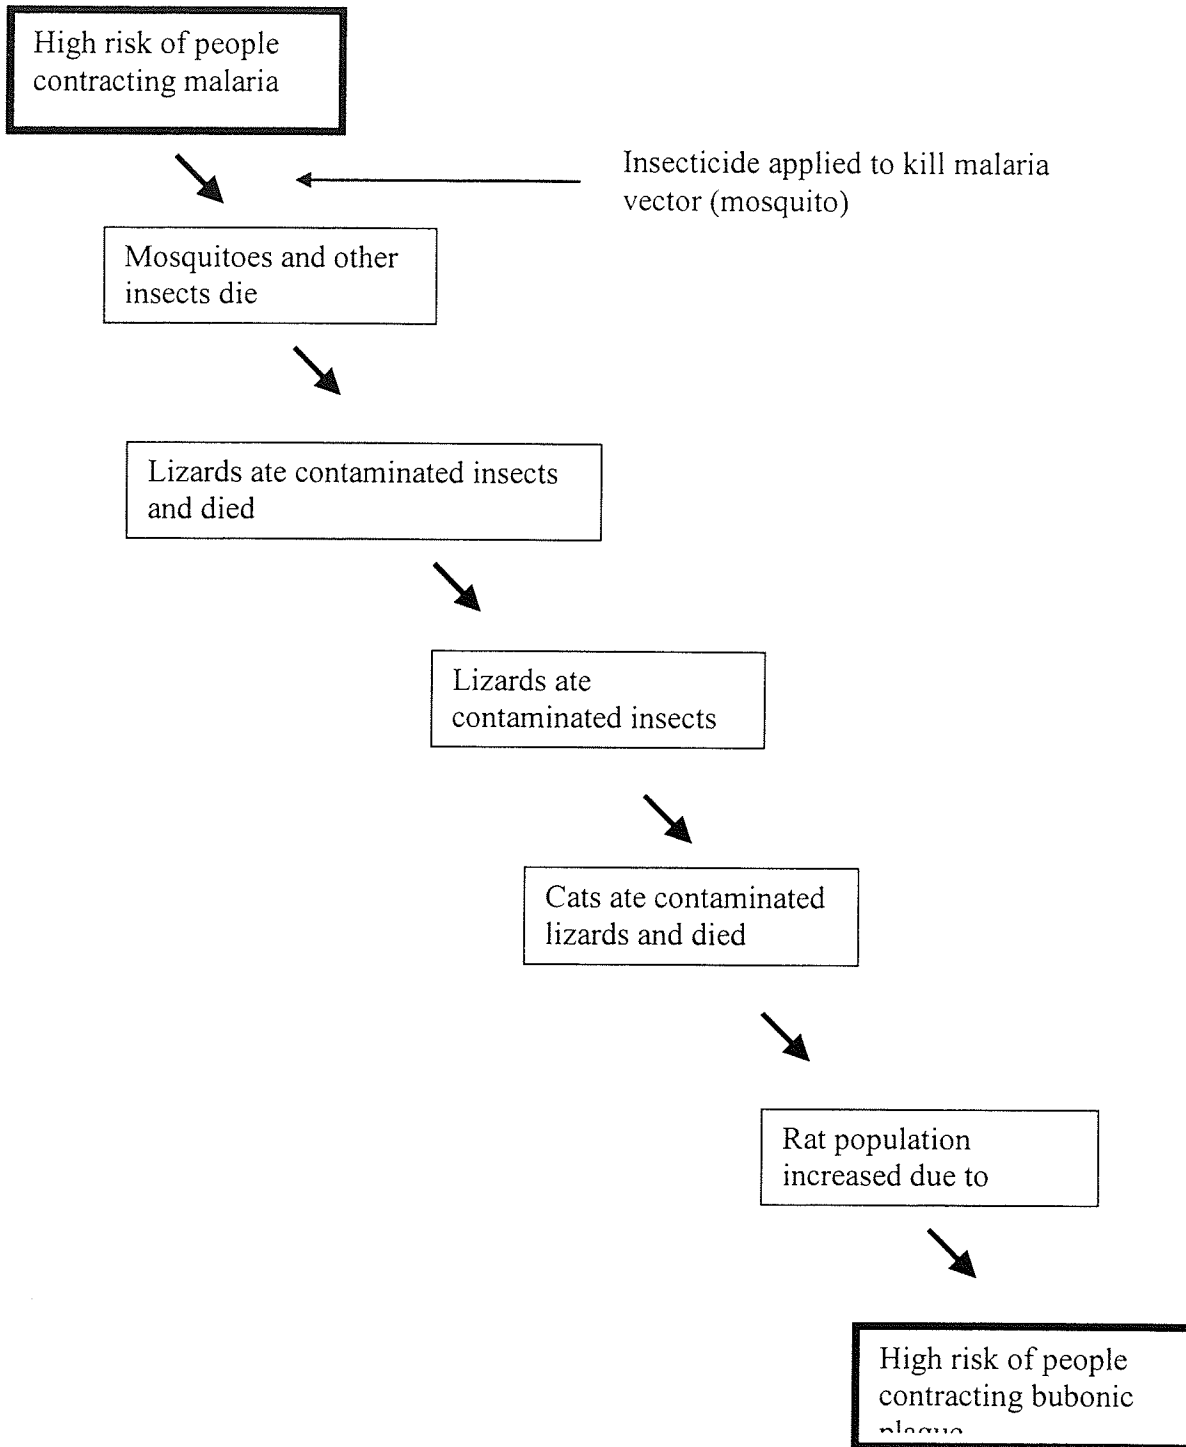 High risk of people
contracting malaria
Insecticide applied to kill malaria
vector (mosquito)
Mosquitoes and other
insects die
Lizards ate contaminated insects
and died
Lizards ate
contaminated insects
Cats ate contaminated
lizards and died
Rat population
increased due to
High risk of people
contracting bubonic
plague